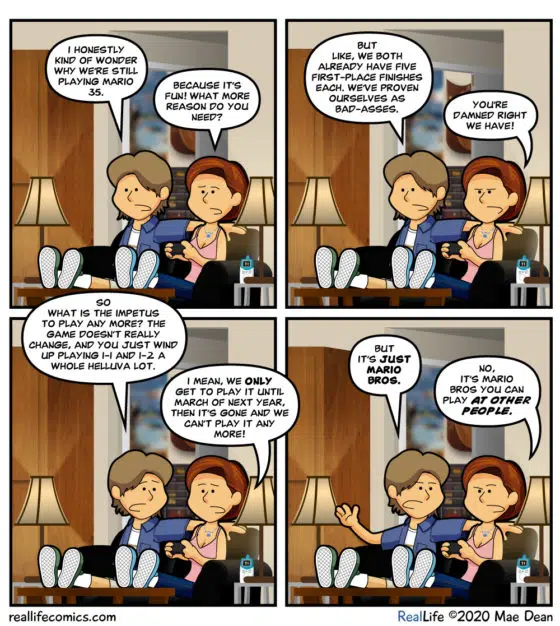 I HONESTLY
KIND OF WONDER
WHY WE'RE STILL
PLAYING MARIO
35.
BECAUSE IT'S
FUN! WHAT MORE
REASON DO YOU
NEED?
BUT
LIKE, WE BOTH
ALREADY HAVE FIVE
FIRST-PLACE FINISHES
EACH. WE'VE PROVEN
OURSELVES AS
BAD-ASSES.
YOU'RE
DAMNED RIGHT
WE HAVE!
SO
WHAT IS THE IMPETUS
TO PLAY ANY MORE? THE
GAME DOESN'T REALLY
CHANGE, AND YOU JUST WIND
UP PLAYING 1-1 AND 1-2 A
WHOLE HELLUVA LOT.
I MEAN, WE ONLY
GET TO PLAY IT UNTIL
MARCH OF NEXT YEAR,
THEN IT'S GONE AND WE
CAN'T PLAY IT ANY
MORE!
BUT
IT'S JUST
MARIO
BROS.
NO,
IT'S MARIO
BROS YOU CAN
PLAY AT OTHER
PEOPLE.
reallifecomics.com
RealLife ©2020 Mae Dean